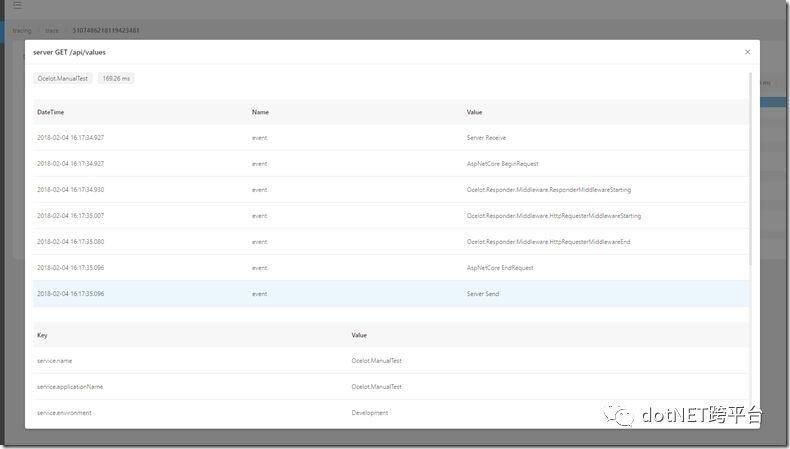 tracing trace 51074862181194234​81
server GET /api/values
Ocelot.ManualTest 169.26 ms
DateTime Name Value
2018-02-04 16:17:34.927 event Server Receive
2018-02-04 16:17:34.927 event AspNetCore BeginRequest
2018-02-04 16:17:34.930 event Ocelot.Responder.Middleware.ResponderMiddlewareStarting
2018-02-04 16:17:35.007 event Ocelot.Responder.Middleware.HttpRequesterMiddlewareStarting
2018-02-04 16:17:35.080 event Ocelot.Responder.Middleware.HttpRequesterMiddlewareEnd
2018-02-04 16:17:35.096 event AspNetCore EndRequest
2018-02-04 16:17:35.096 event Server Send
Key Value
service.name Ocelot.ManualTest
service.applicationName Ocelot.ManualTest
service.environment Development
dotNET跨平台